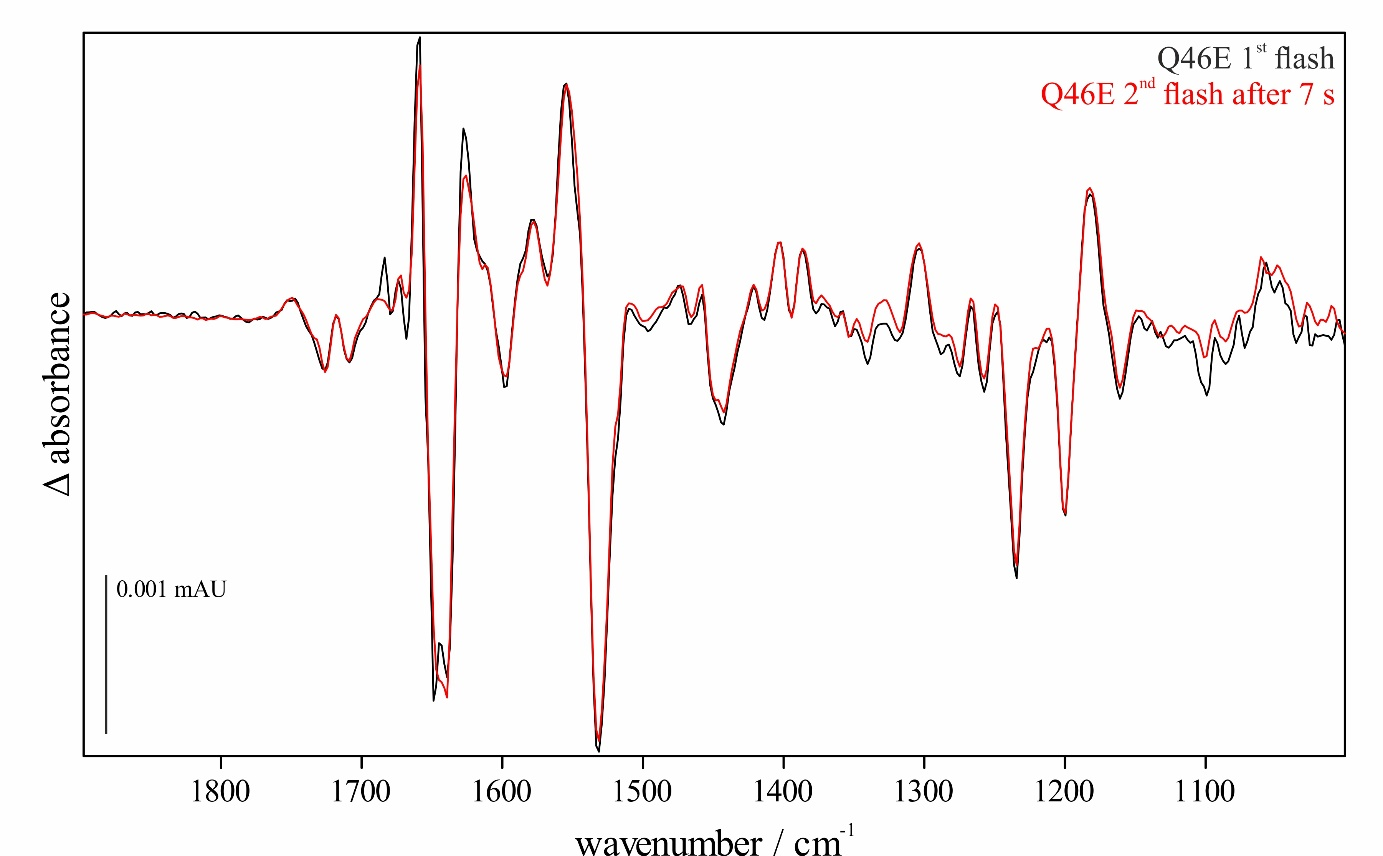 Q46E 1st flash
Q46E 2nd flash after 7 s
Δ absorbance
0.001 mAU
1800 1700 1600 1500 1400 1300 1200 1100
wavenumber / cm-1